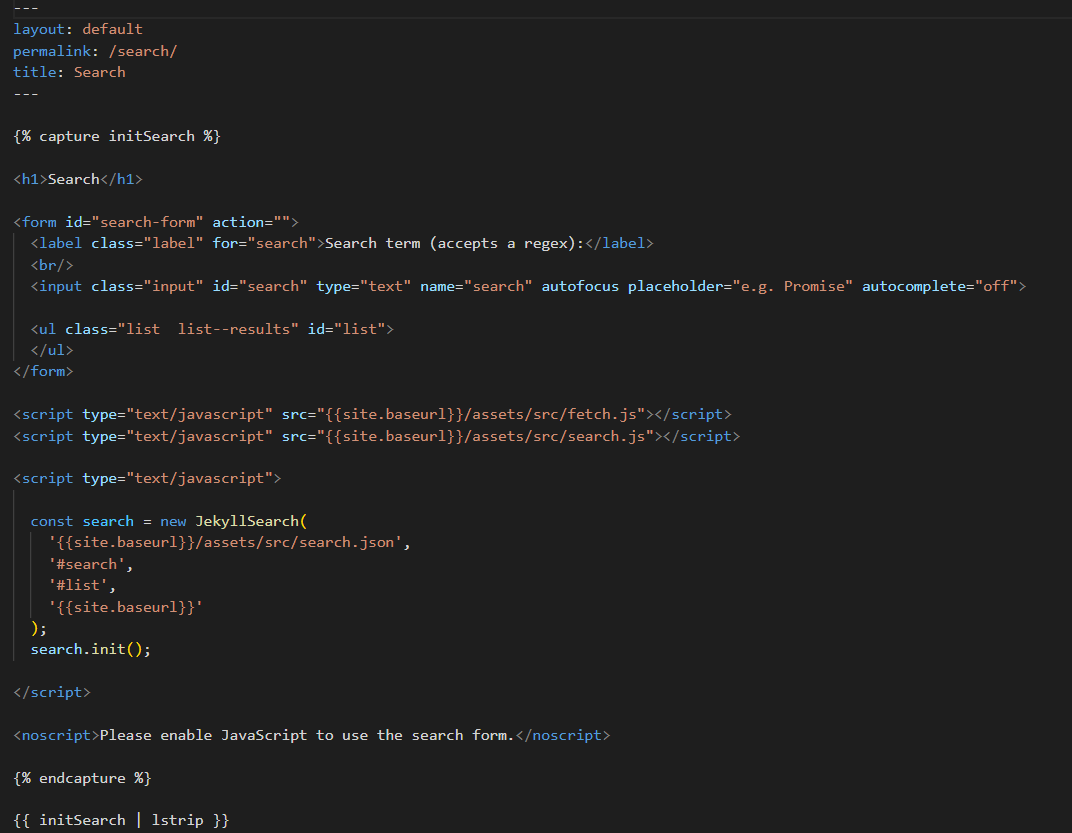 ---
layout: default
permalink: /search/
title: Search
---
{% capture initSearch %}
<h1>Search</h1>
<form id="search-form" action="">
<label class="label" for="search">Search term (accepts a regex):</label>
<br/>
<input class="input" id="search" type="text" name="search" autofocus placeholder="e.g. Promise" autocomplete="off">
<ul class="list  list--results" id="list">
</ul>
</form>
<script type="text/javascript" src="{{site.baseurl}}/assets/src/fetch.js"></script>
<script type="text/javascript" src="{{site.baseurl}}/assets/src/search.js"></script>
<script type="text/javascript">
const search = new JekyllSearch(
'{{site.baseurl}}/assets/src/search.json',
'#search',
'#list',
'{{site.baseurl}}'
);
search.init();
</script>
<noscript>Please enable JavaScript to use the search form.</noscript>
{% endcapture %}
{{ initSearch | lstrip }}